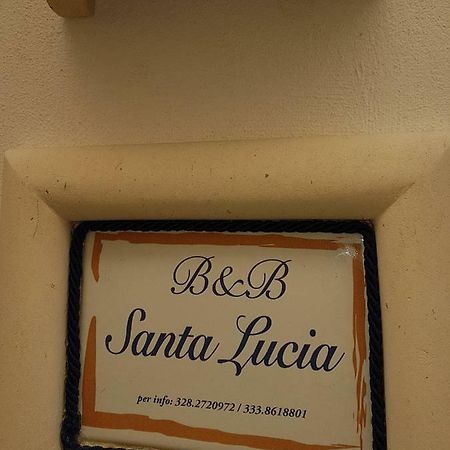 B&B
Santa Lucia
per info: 328.2720972 / 333.8618801